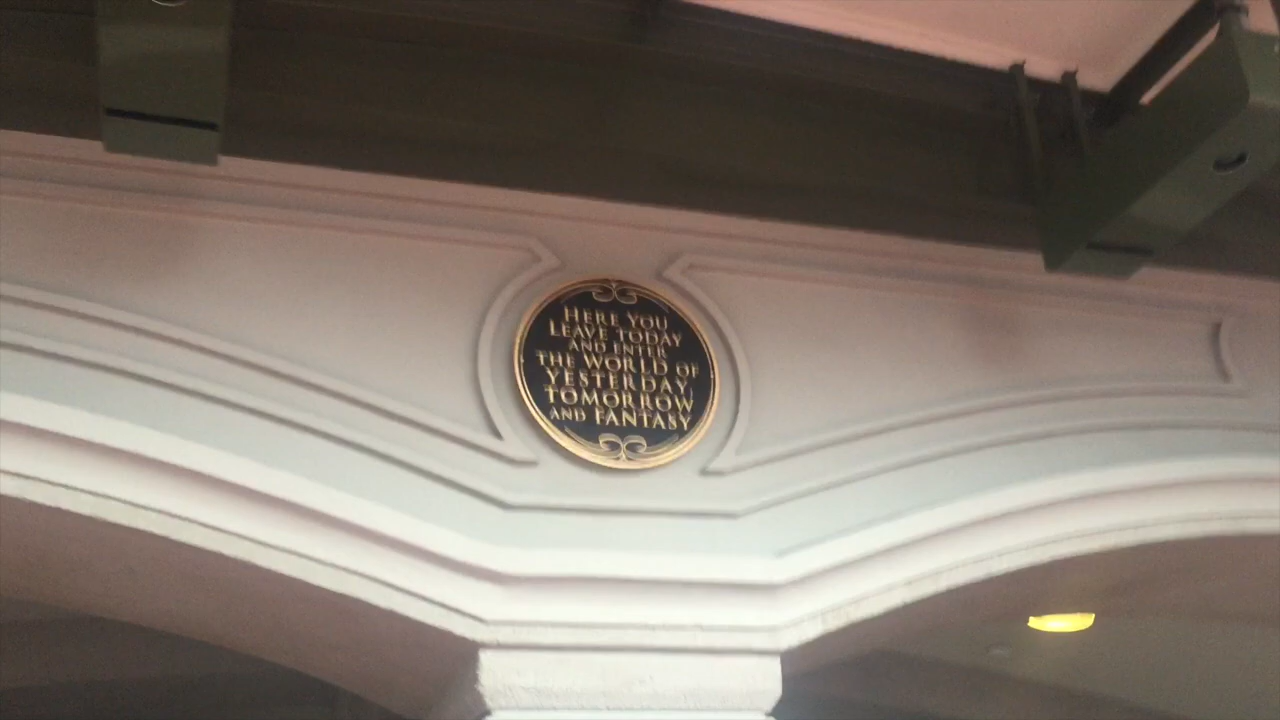 HERE YOU
LEAVE TODAY
AND ENTER
THE WORLD OF
YESTERDAY,
TOMORROW
AND FANTASY